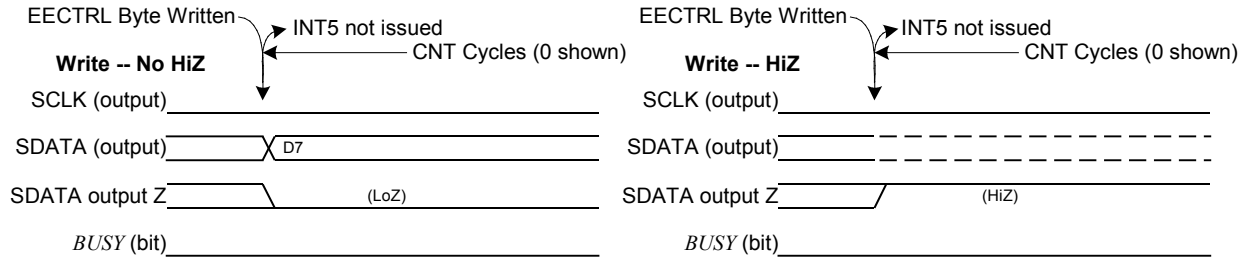 EECTRL Byte Written
INT5 not issued
CNT Cycles (0 shown)
Write -- No HiZ
SCLK (output)
SDATA (output)
D7
SDATA output Z
(LoZ)
BUSY (bit)
EECTRL Byte Written
INT5 not issued
CNT Cycles (0 shown)
Write -- HiZ
SCLK (output)
SDATA (output)
SDATA output Z
(HiZ)
BUSY (bit)